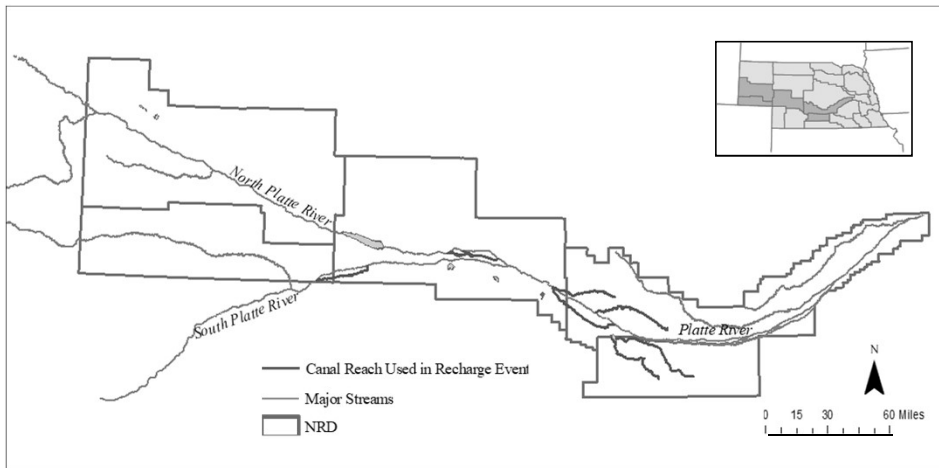 North Platte River
South Platte River
Platte River
Canal Reach Used in Recharge Event
Major Streams
NRD
N
0 15 30 60 Miles